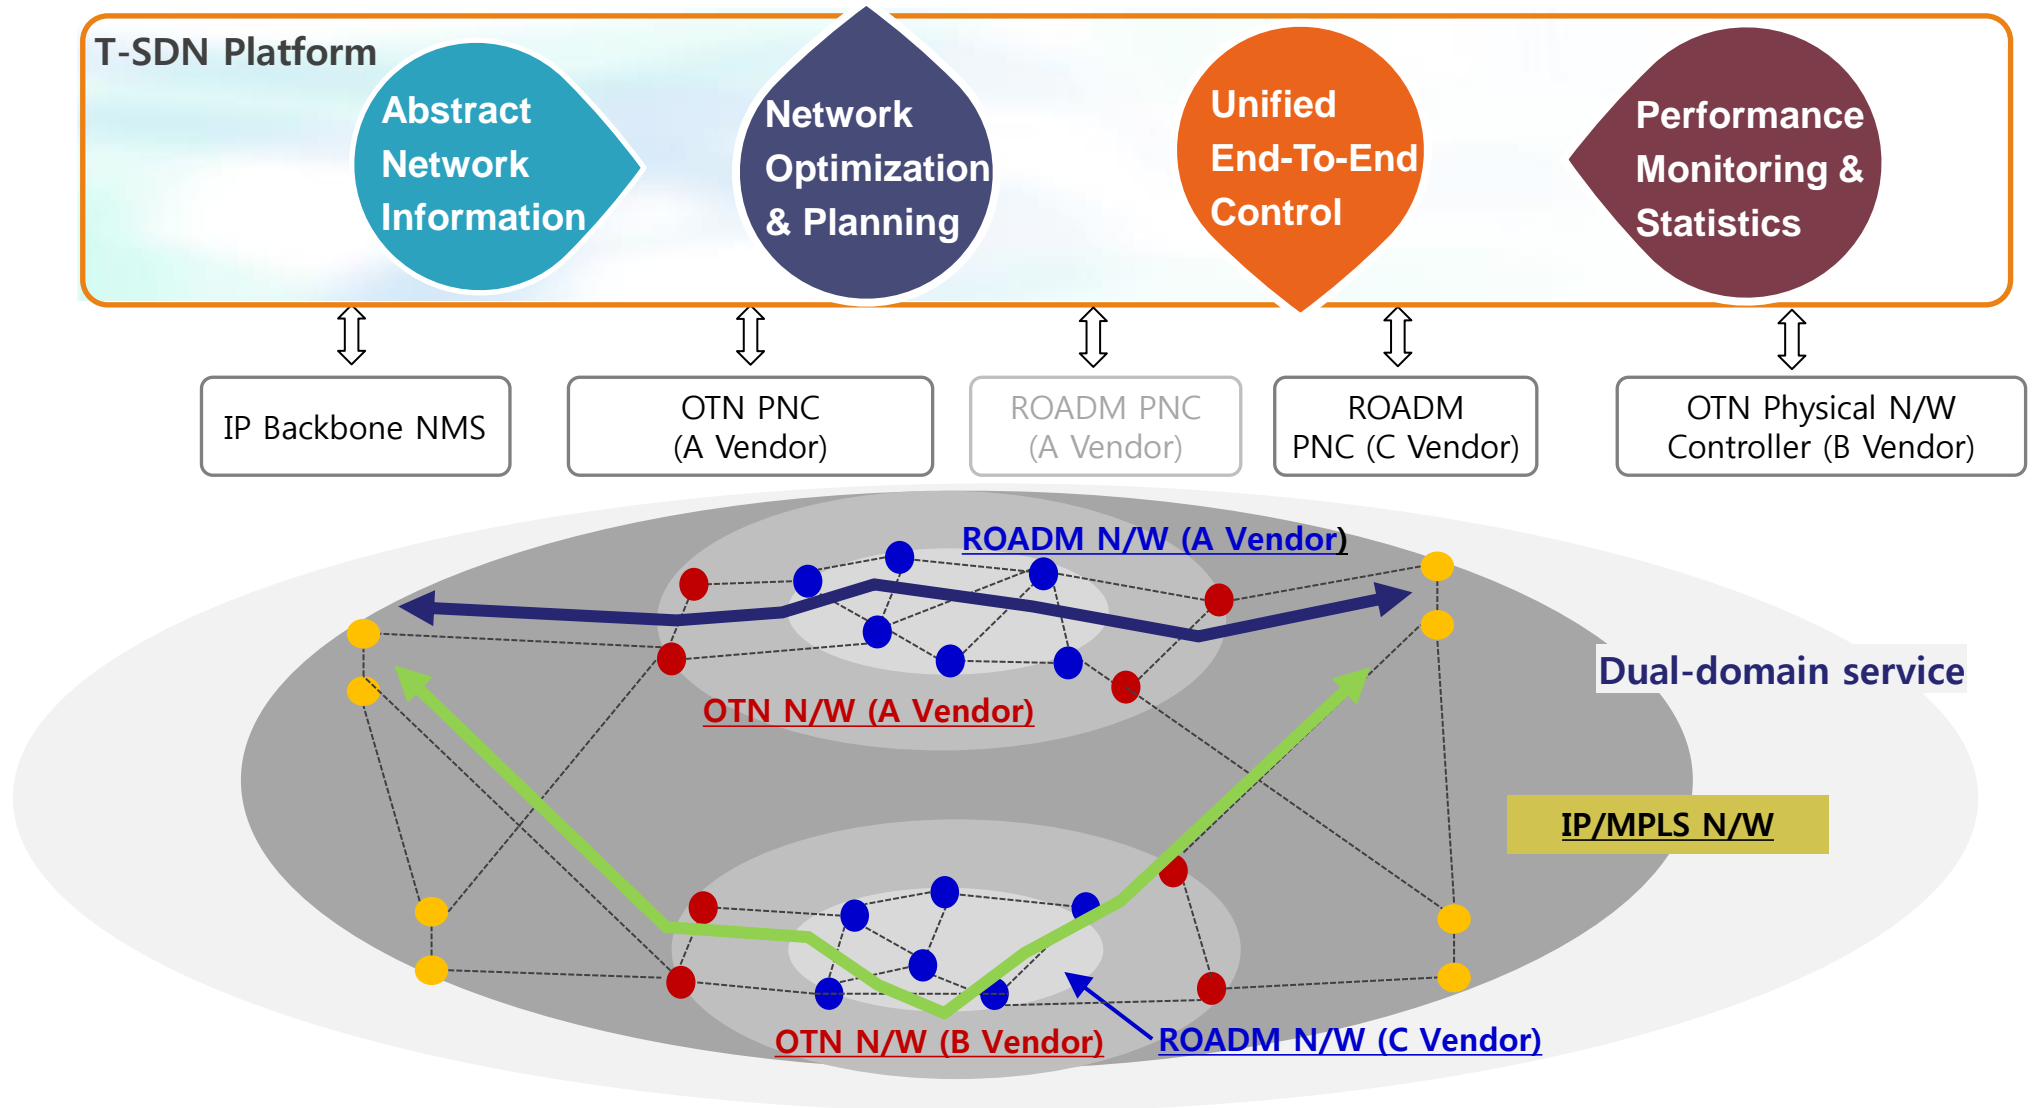 T-SDN Platform
Abstract
Network
Information
Network
Optimization
& Planning
Unified
End-To-End
Control
Performance
Monitoring &
Statistics
IP Backbone NMS
OTN PNC
(A Vendor)
ROADM PNC
(A Vendor)
ROADM
PNC (C Vendor)
OTN Physical N/W
Controller (B Vendor)
ROADM N/W (A Vendor)
OTN N/W (A Vendor)
Dual-domain service
IP/MPLS N/W
OTN N/W (B Vendor)
ROADM N/W (C Vendor)